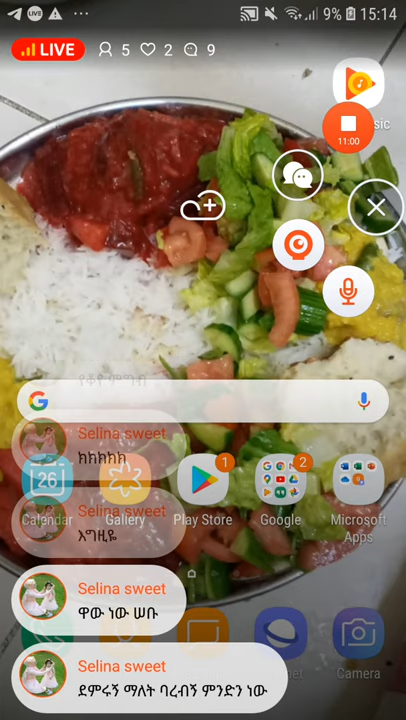 LIVE
9%
15:14
LIVE 5 2 9
sic
11:00
Selina sweet
ክክክክክ
26
1
2
Calendar
Gallery
Play Store
Google
Microsoft
Apps
Selina sweet
እግዚዬ
Selina sweet
ዋው ነው ሠቡ
Camera
Selina sweet
ደምሩኝ ማለት ባረብኝ ምንድን ነው